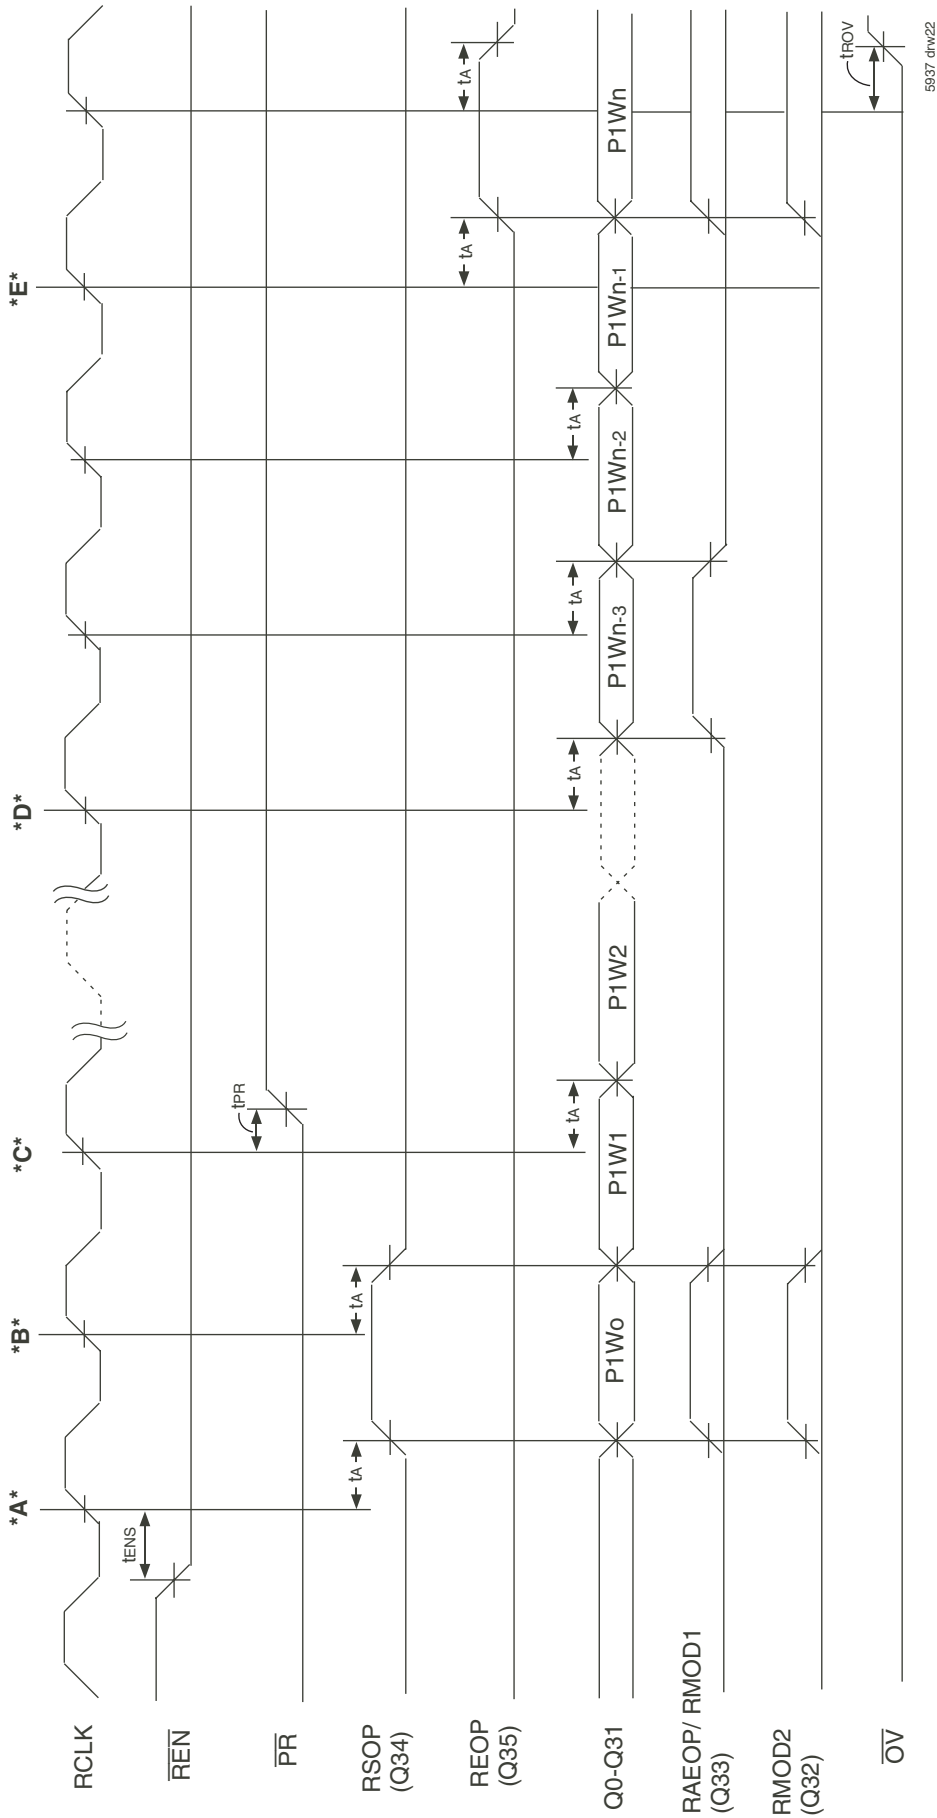 *A*
*B*
*C*
*D*
*E*
RCLK
tENS
REN
tPR
PR
tA
tA
RSOP
(Q34)
tA
tA
REOP
(Q35)
tA
tA
tA
tA
Q0-Q31
P1Wo
P1W1
P1W2
P1Wn-3
P1Wn-2
P1Wn-1
P1Wn
RAEOP/ RMOD1
(Q33)
RMOD2
(Q32)
tROV
OV
5937 drw22